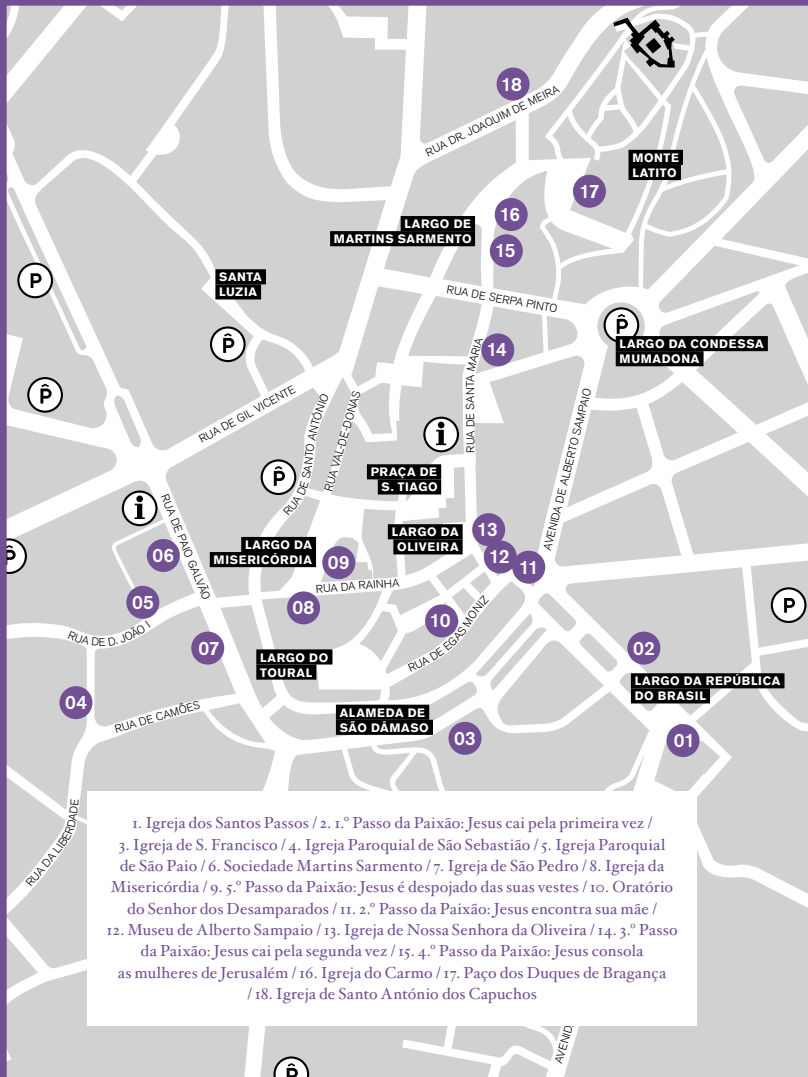 18
RUA DR. JOAQUIM DE MEIRA
MONTE
LATITO
17
16
LARGO DE
MARTINS SARMENTO
15
SANTA
LUZIA
P
RUA DE SERPA PINTO
P̂
LARGO DA CONDESSA
MUMADONA
P̂
14
P̂
RUA DE GIL VICENTE
RUA DE SANTO ANTÓNIO
RUA VAL-DE-DONAS
RUA DE SANTA MARIA
AVENIDA DE ALBERTO SAMPAIO
i
PRAÇA DE
S. TIAGO
P̂
i
RUA DE PAIO GALVÃO
LARGO DA
OLIVEIRA
13
12
11
LARGO DA
MISERICÓRDIA
06
09
P̂
RUA DA RAINHA
05
08
P
10
RUA DE EGAS MONIZ
RUA DE D. JOÃO I
07
02
LARGO DO
TOURAL
LARGO DA REPÚBLICA
DO BRASIL
04
RUA DE CAMÕES
ALAMEDA DE
SÃO DÂMASO
03
01
RUA DA LIBERDADE
1. Igreja dos Santos Passos / 2. 1.º Passo da Paixão: Jesus cai pela primeira vez /
3. Igreja de S. Francisco / 4. Igreja Paroquial de São Sebastião / 5. Igreja Paroquial
de São Paio / 6. Sociedade Martins Sarmento / 7. Igreja de São Pedro / 8. Igreja da
Misericórdia / 9. 5.º Passo da Paixão: Jesus é despojado das suas vestes / 10. Oratório
do Senhor dos Desamparados / 11. 2.º Passo da Paixão: Jesus encontra sua mãe /
12. Museu de Alberto Sampaio / 13. Igreja de Nossa Senhora da Oliveira / 14. 3.º Passo
da Paixão: Jesus cai pela segunda vez / 15. 4.º Passo da Paixão: Jesus consola
as mulheres de Jerusalém / 16. Igreja do Carmo / 17. Paço dos Duques de Bragança
/ 18. Igreja de Santo António dos Capuchos
P̂